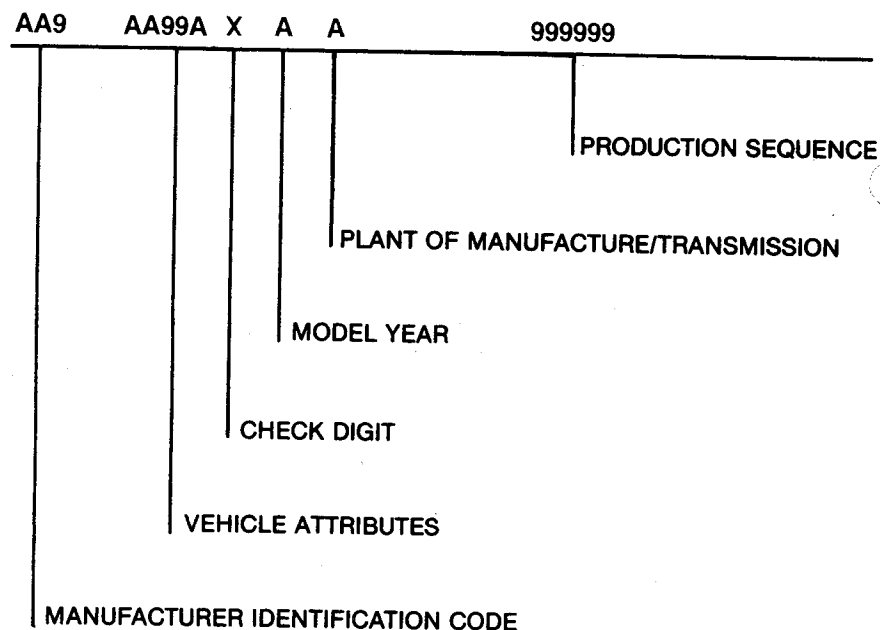 AA9 AA99A X A A 999999
PRODUCTION SEQUENCE
PLANT OF MANUFACTURE/TRANSMISSION
MODEL YEAR
CHECK DIGIT
VEHICLE ATTRIBUTES
MANUFACTURER IDENTIFICATION CODE